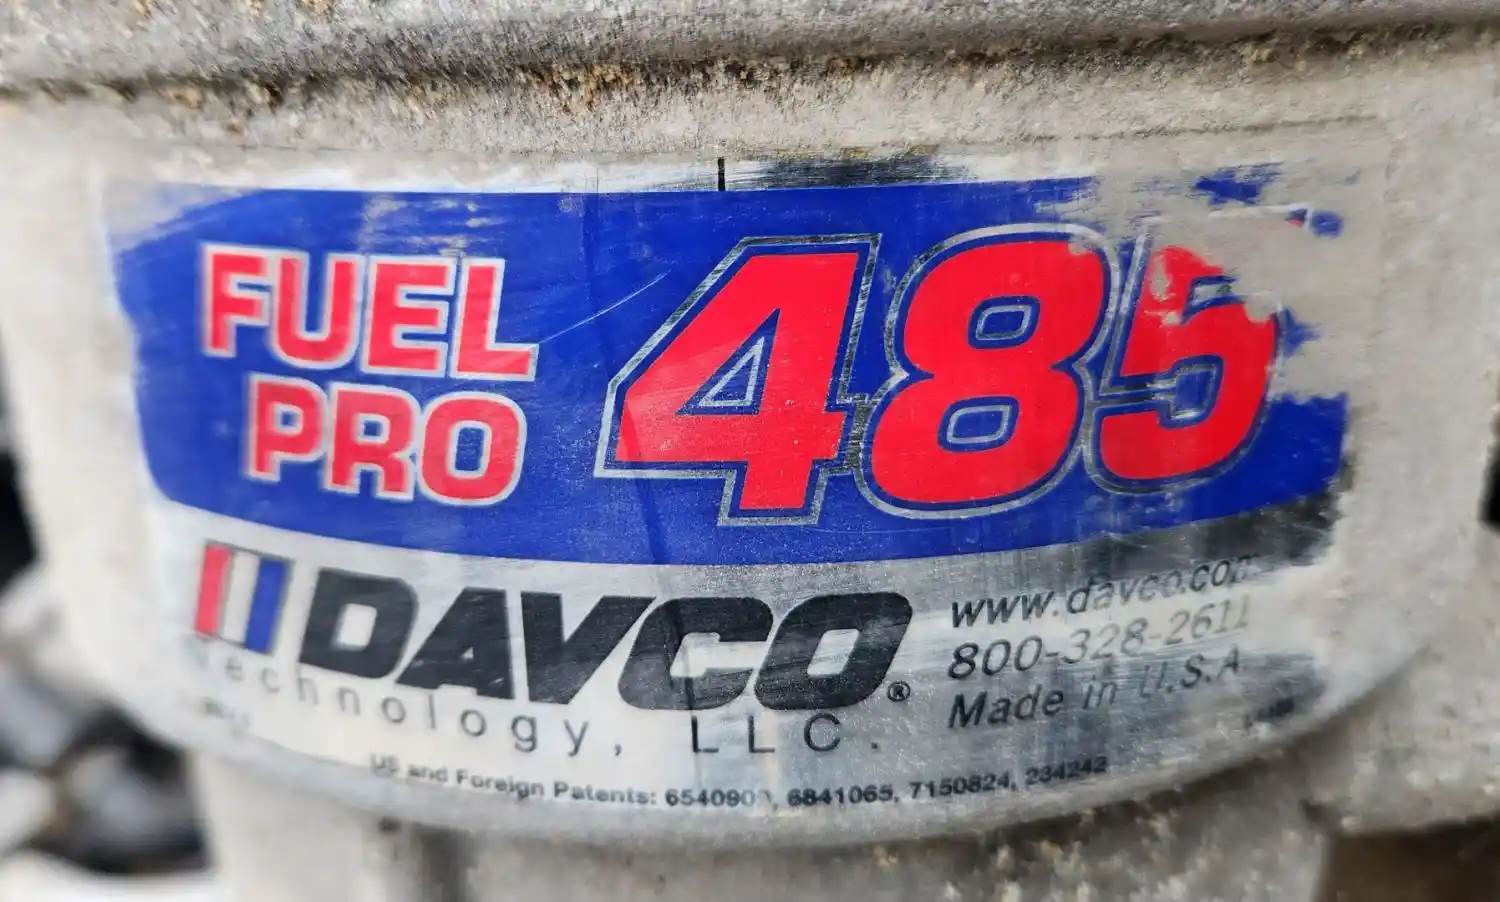 FUEL
PRO
485
DAVCO®
Technology, LLC.
www.davco.com
800-328-2611
Made in U.S.A
US and Foreign Patents: 6841065, 7150824, 234242